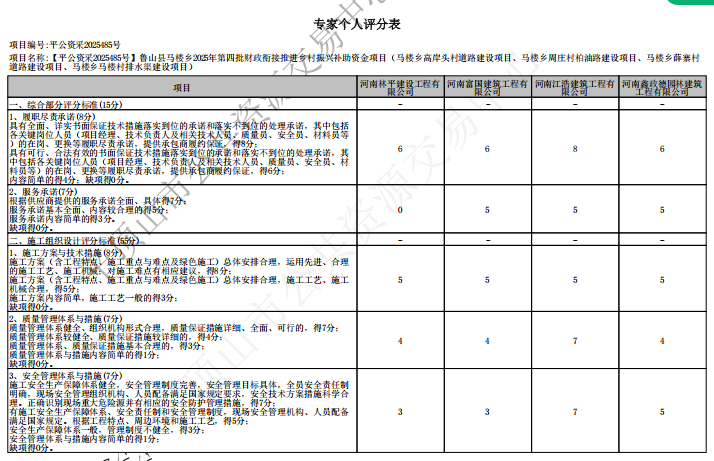 专家个人评分表
项目编号:平公资采2025485号
项目名称:【平公资采2025485号】鲁山县马楼乡2025年第四批财政衔接推进乡村振兴补助资金项目（马楼乡高岸头村道路建设项目、马楼乡周庄村柏油路建设项目、马楼乡薛寨村
道路建设项目、马楼乡马楼村排水渠建设项目）
项目 河南林平建设工程有 河南富国建筑工程有 河南江浩建筑工程有 河南鑫政德园林建筑
限公司 限公司 限公司 工程有限公司
一、综合部分评分标准(15分) - - - -
1、履职尽责承诺(8分)
具有全面、详实书面保证技术措施落实到位的承诺和落实不到位的处理承诺，其中包括
各关键岗位人员（项目经理、技术负责人及相关技术人员、质量员、安全员、材料员等
）的在岗、更换等履职尽责承诺，提供承包商履约保证，得8分；
具有可行、合法有效的书面保证技术措施落实到位的承诺和落实不到位的处理承诺，其
中包括各关键岗位人员（项目经理、技术负责人及相关技术人员、质量员、安全员、材
料员等）的在岗、更换等履职尽责承诺，提供承包商履约保证，得6分；
内容简单的得4分；缺项得0分。
6 6 8 6
2、服务承诺(7分)
根据供应商提供的服务承诺全面、具体得7分；
服务承诺基本全面、内容较合理的得5分；
服务承诺内容简单的得3分。
缺项得0分。
0 5 5 5
二、施工组织设计评分标准(55分) - - - -
1、施工方案与技术措施(8分)
施工方案（含工程特点、施工重点与难点及绿色施工）总体安排合理，运用先进、合理
的施工工艺、施工机械；对施工难点有相应建议，得8分；
施工方案（含工程特点、施工重点与难点及绿色施工）总体安排合理，施工工艺、施工
机械合理，得5分；
施工方案内容简单，施工工艺一般的得3分；
缺项得0分。
5 5 5 5
2、质量管理体系与措施(7分)
质量管理体系健全、组织机构形式合理，质量保证措施详细、全面、可行的，得7分；
质量管理体系较健全、质量保证措施较详细的，得4分；
质量管理体系、质量保证措施基本合理的，得3分；
质量管理体系与措施内容简单的得1分；
缺项得0分。
4 4 7 4
3、安全管理体系与措施(7分)
施工安全生产保障体系健全，安全管理制度完善，安全管理目标具体，全员安全责任制
明确，现场安全管理组织机构、人员配备满足国家规定要求，安全技术方案措施科学合
理。正确识别现场重大危险源并有相应的安全防护管理措施，得7分；
有施工安全生产保障体系、安全责任制和安全管理制度，现场安全管理机构、人员配备
满足国家规定。根据工程特点、周边环境和施工工艺，得5分；
安全生产保障体系一般，管理制度不健全，得3分；
安全管理体系与措施内容简单的得1分；
缺项得0分。
3 3 7 5